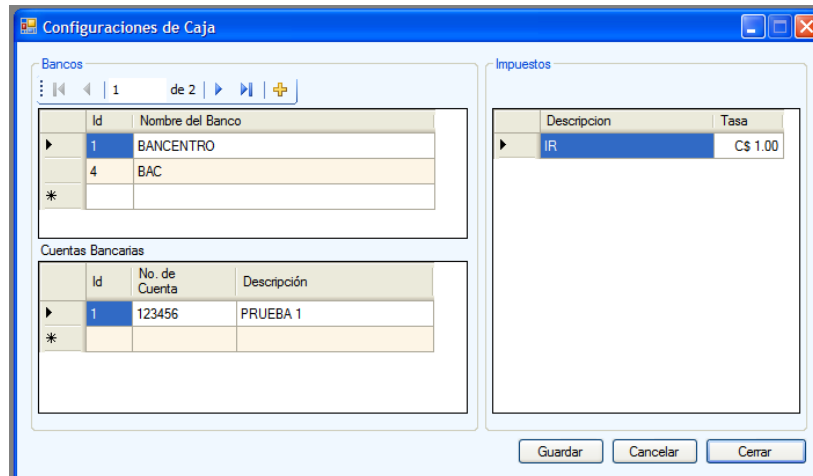 Configuraciones de Caja
Bancos
1 de 2
Id Nombre del Banco
1 BANCENTRO
4 BAC
Cuentas Bancarias
Id No. de Cuenta Descripción
1 123456 PRUEBA 1
Impuestos
Descripcion Tasa
IR C$ 1.00
Guardar Cancelar Cerrar